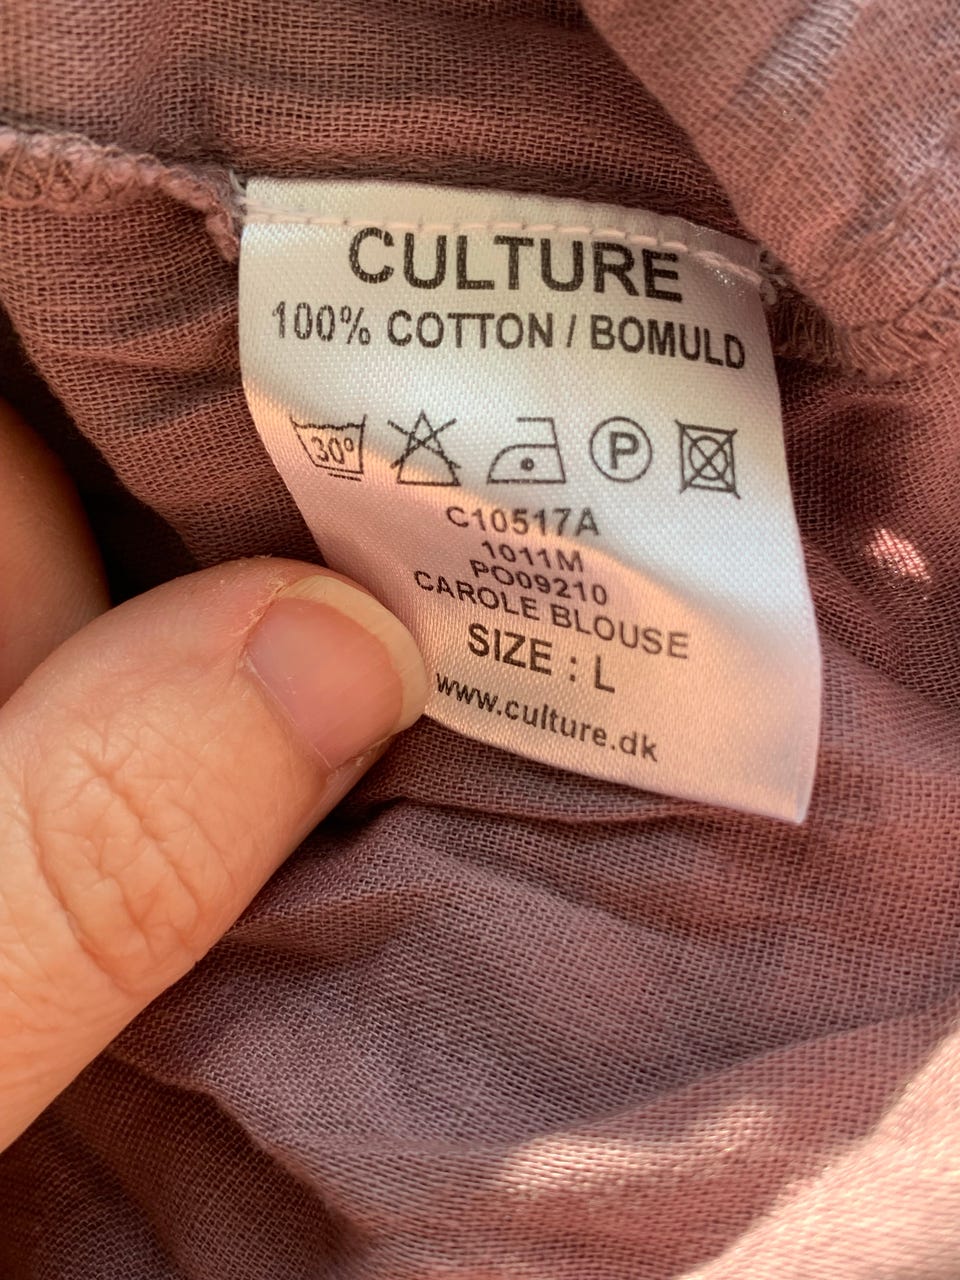 CULTURE
100% COTTON / BOMULD
30°
P
C10517A
1011M
PO09210
CAROLE BLOUSE
SIZE : L
www.culture.dk